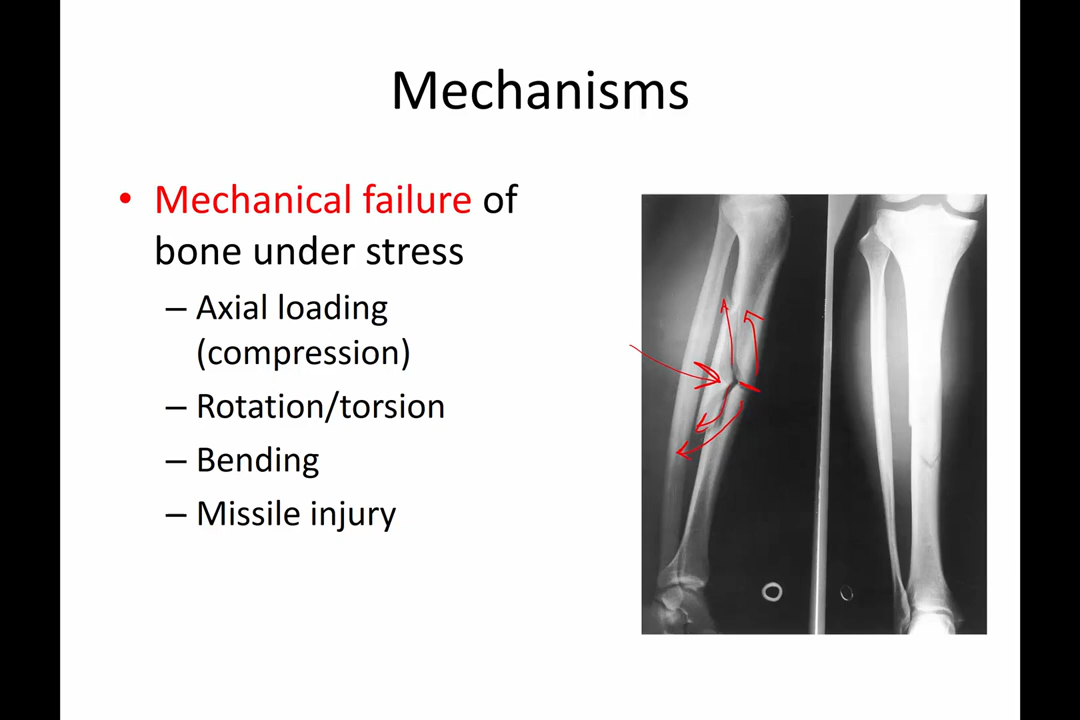 Mechanisms
• Mechanical failure of
bone under stress
– Axial loading
(compression)
– Rotation/torsion
– Bending
– Missile injury